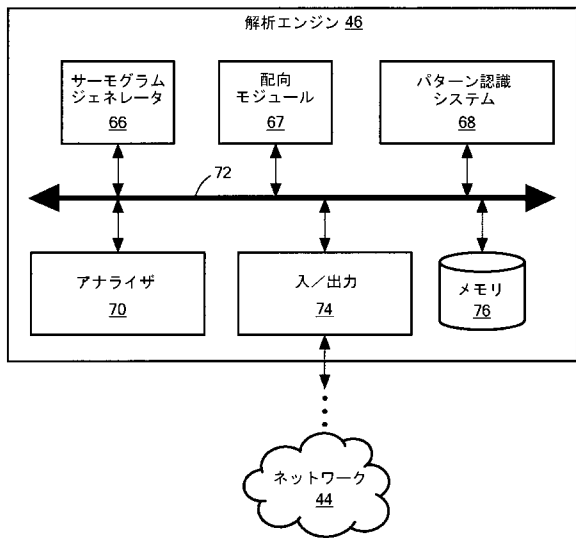 解析エンジン 46
サーモグラム
ジェネレータ
66
配向
モジュール
67
パターン認識
システム
68
72
アナライザ
70
入／出力
74
メモリ
76
ネットワーク
44